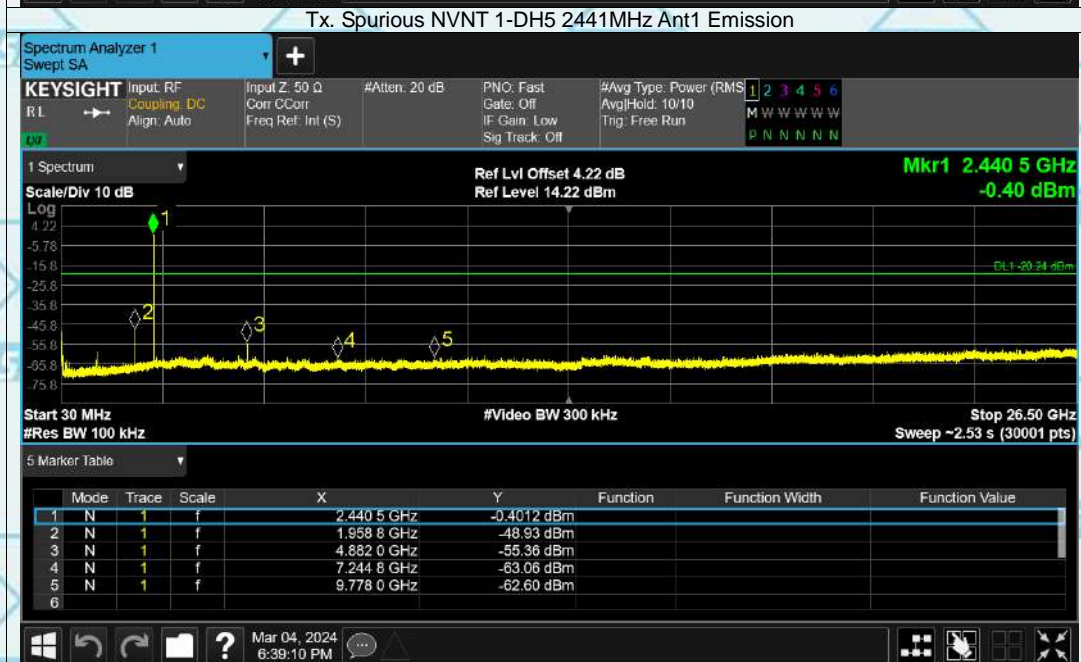 Tx. Spurious NVNT 1-DH5 2441MHz Ant1 Emission
Spectrum Analyzer 1
Swept SA
+
KEYSIGHT Input: RF Input Z: 50 Ω #Atten: 20 dB PNO: Fast #Avg Type: Power (RMS 1 2 3 4 5 6
R L Coupling: DC Corr CCorr Gate: Off Avg|Hold: 10/10 M W W W W W
Align: Auto Freq Ref: Int (S) IF Gain: Low Trig: Free Run
Sig Track: Off P N N N N N
LXI
1 Spectrum Ref Lvl Offset 4.22 dB Mkr1 2.440 5 GHz
Scale/Div 10 dB Ref Level 14.22 dBm -0.40 dBm
Log
4.22
1
-5.78
-15.8 DL1 -20.24 dBm
-25.8
-35.8
2
-45.8 3
-55.8 4 5
-65.8
-75.8
Start 30 MHz #Video BW 300 kHz Stop 26.50 GHz
#Res BW 100 kHz Sweep ~2.53 s (30001 pts)
5 Marker Table
Mode Trace Scale X Y Function Function Width Function Value
1 N 1 f 2.440 5 GHz -0.4012 dBm
2 N 1 f 1.958 8 GHz -48.93 dBm
3 N 1 f 4.882 0 GHz -55.36 dBm
4 N 1 f 7.244 8 GHz -63.06 dBm
5 N 1 f 9.778 0 GHz -62.60 dBm
6
? Mar 04, 2024
6:39:10 PM